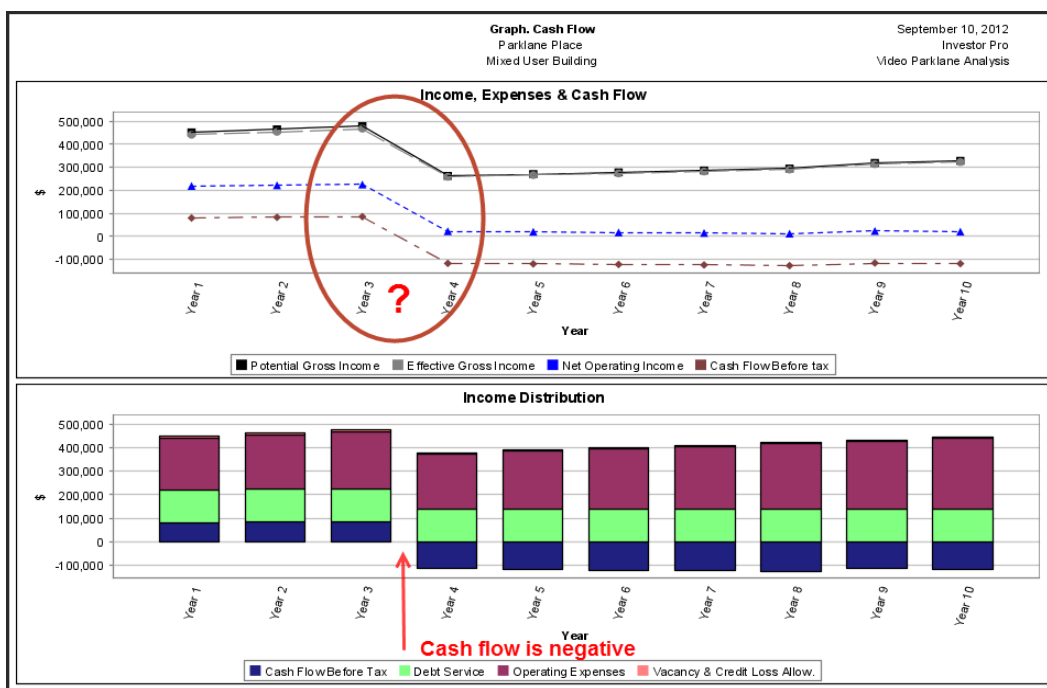 Graph. Cash Flow
Parklane Place
Mixed User Building
September 10, 2012
Investor Pro
Video Parklane Analysis
Income, Expenses & Cash Flow
500,000
400,000
300,000
200,000
100,000
0
-100,000
$
?
Year 1
Year 2
Year 3
Year 4
Year 5
Year 6
Year 7
Year 8
Year 9
Year 10
Year
Potential Gross Income Effective Gross Income Net Operating Income Cash Flow Before tax
Income Distribution
500,000
400,000
300,000
200,000
100,000
0
-100,000
$
Year 1
Year 2
Year 3
Year 4
Year 5
Year 6
Year 7
Year 8
Year 9
Year 10
Year
Cash flow is negative
Cash Flow Before Tax Debt Service Operating Expenses Vacancy & Credit Loss Allow.